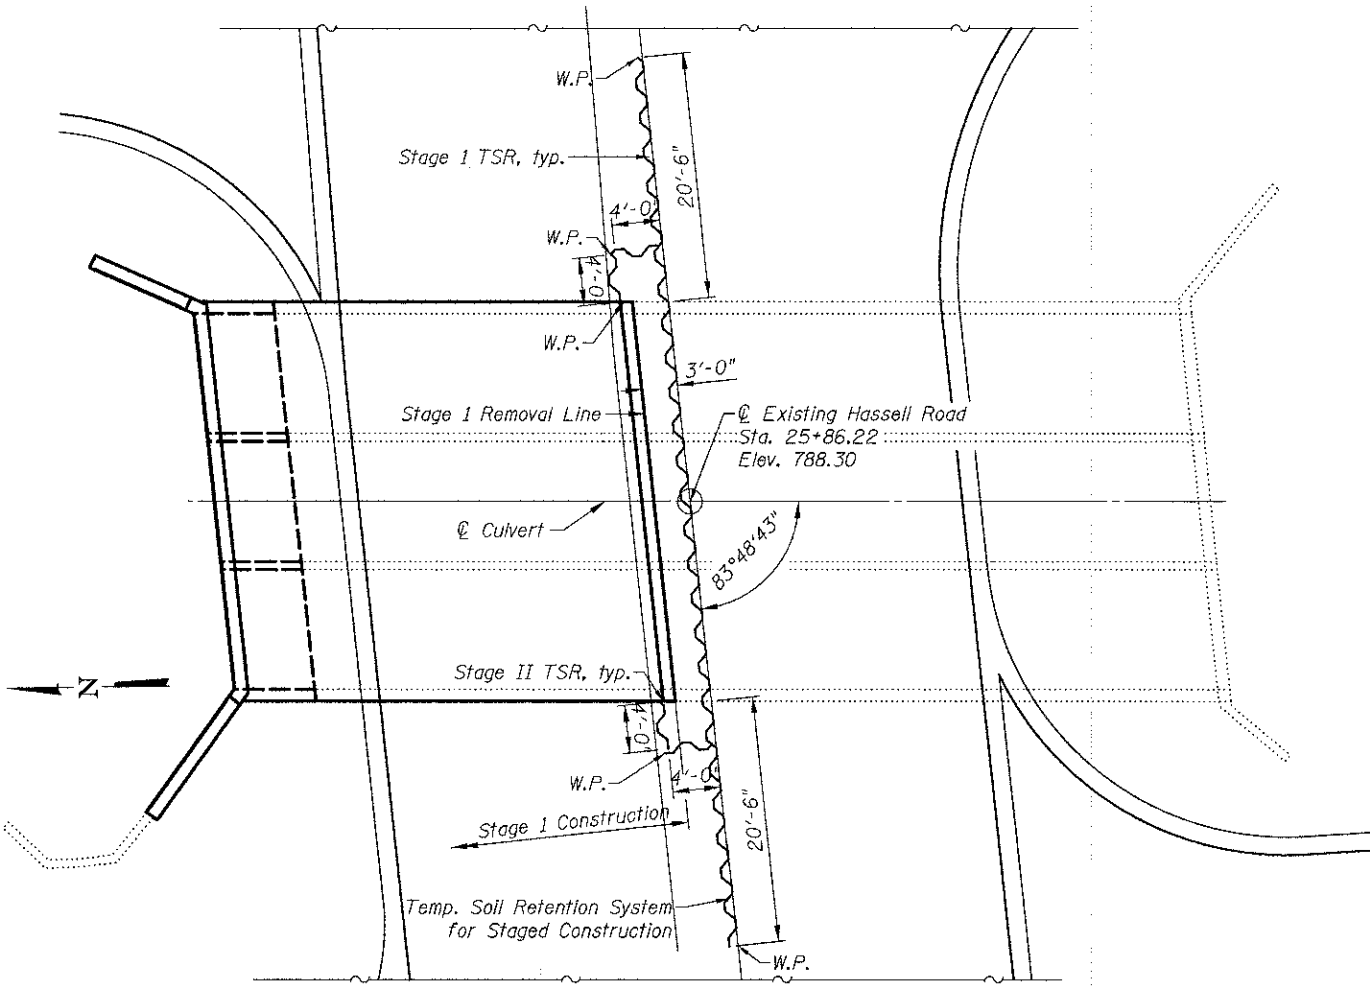 W.P.
Stage 1 TSR, typ.
20'-6"
4'-0"
W.P.
4'-0"
W.P.
3'-0"
Stage 1 Removal Line
℄ Existing Hassell Road
Sta. 25+86.22
Elev. 788.30
℄ Culvert
83°48'43"
Stage II TSR, typ.
N
4'-0"
W.P.
4'-0"
Stage 1 Construction
20'-6"
Temp. Soil Retention System
for Staged Construction
W.P.